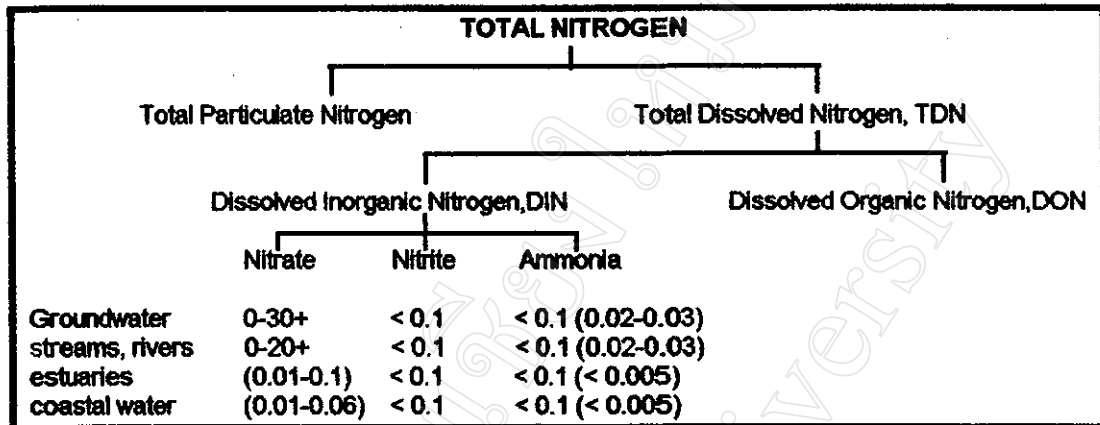 TOTAL NITROGEN
Total Particulate Nitrogen Total Dissolved Nitrogen, TDN
Dissolved Inorganic Nitrogen,DIN Dissolved Organic Nitrogen,DON
Nitrate Nitrite Ammonia
Groundwater 0-30+ < 0.1 < 0.1 (0.02-0.03)
streams, rivers 0-20+ < 0.1 < 0.1 (0.02-0.03)
estuaries (0.01-0.1) < 0.1 < 0.1 (< 0.005)
coastal water (0.01-0.06) < 0.1 < 0.1 (< 0.005)